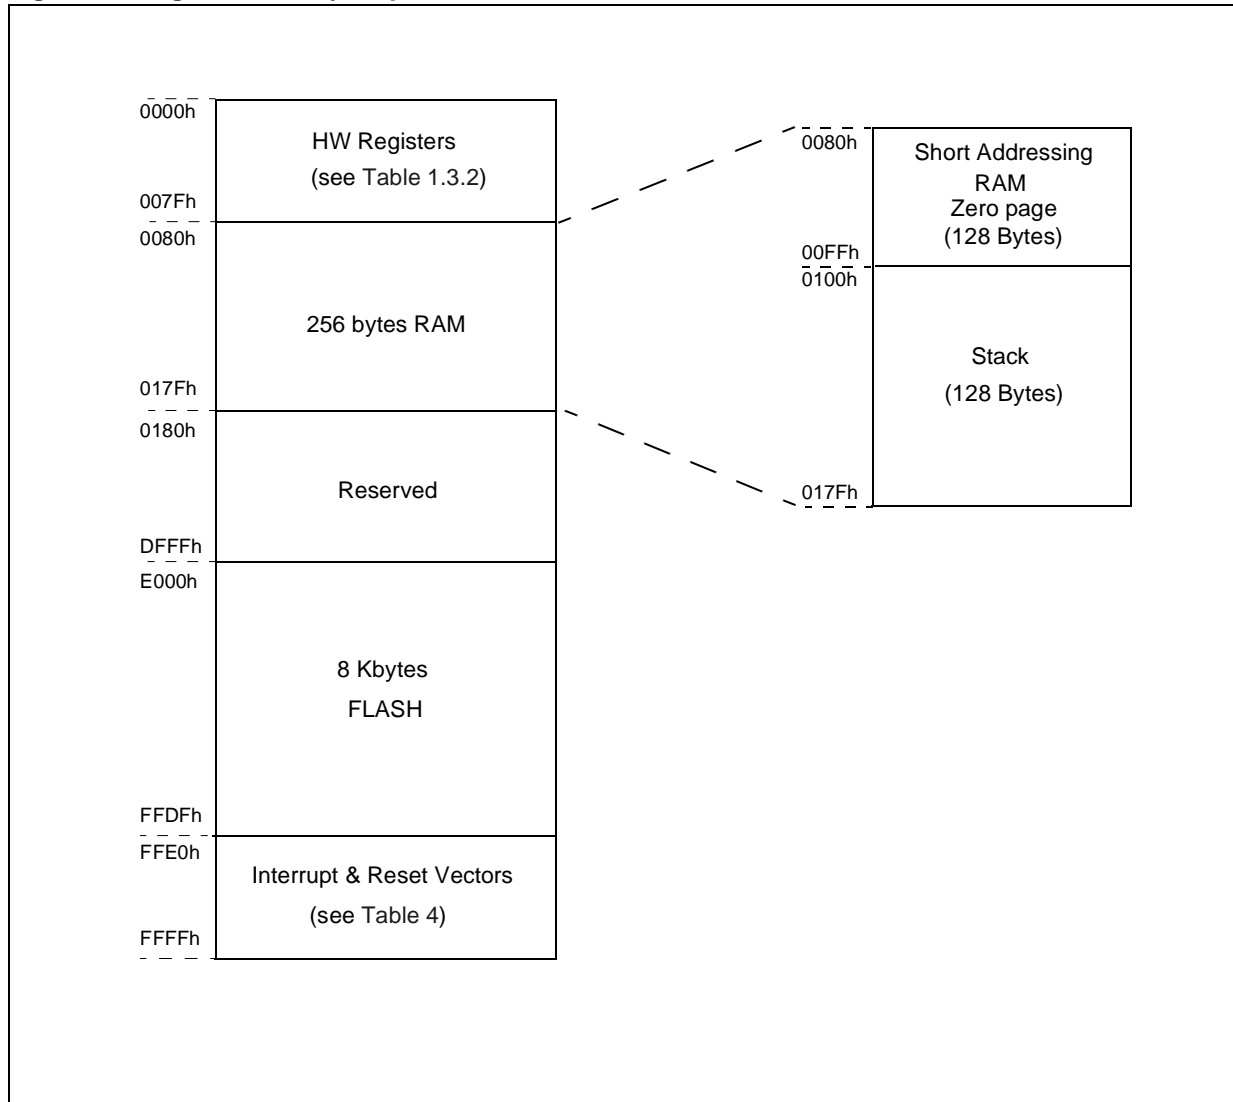 0000h
HW Registers
(see Table 1.3.2)
007Fh
0080h
256 bytes RAM
017Fh
0180h
Reserved
DFFFh
E000h
8 Kbytes
FLASH
FFDFh
FFE0h
Interrupt & Reset Vectors
(see Table 4)
FFFFh
0080h
Short Addressing
RAM
Zero page
(128 Bytes)
00FFh
0100h
Stack
(128 Bytes)
017Fh